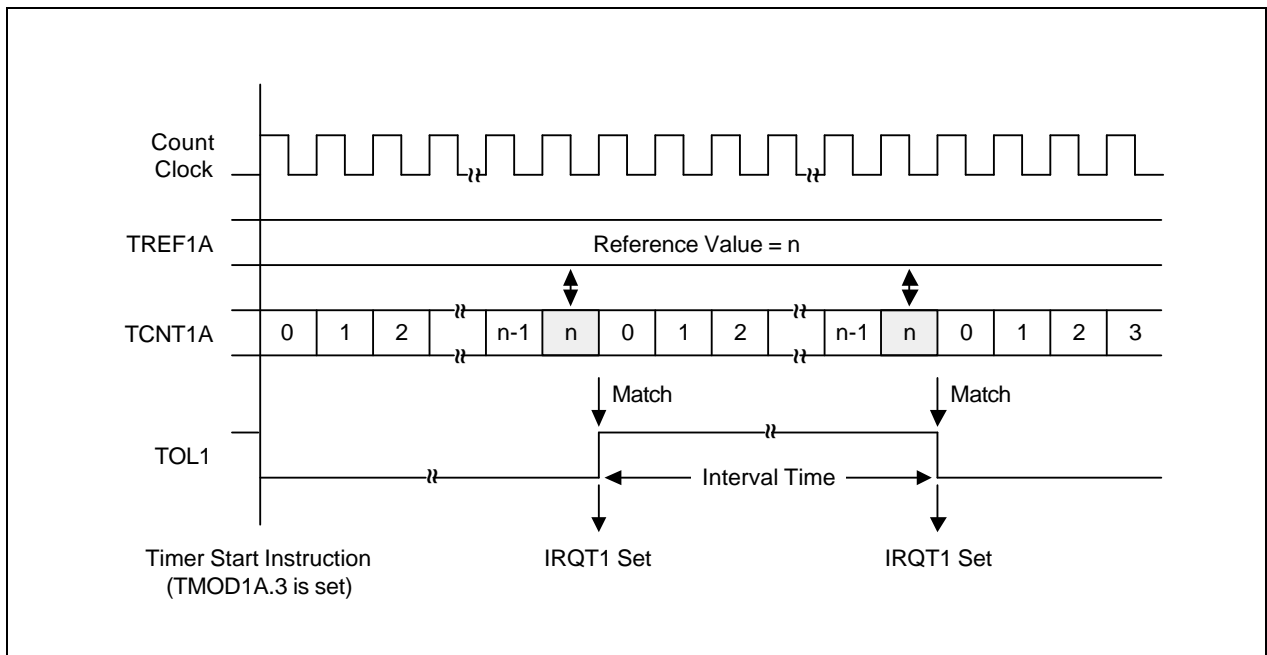 Count
Clock
TREF1A
Reference Value = n
TCNT1A
0 1 2 n-1 n 0 1 2 n-1 n 0 1 2 3
Match Match
TOL1
Interval Time
IRQT1 Set IRQT1 Set
Timer Start Instruction
(TMOD1A.3 is set)